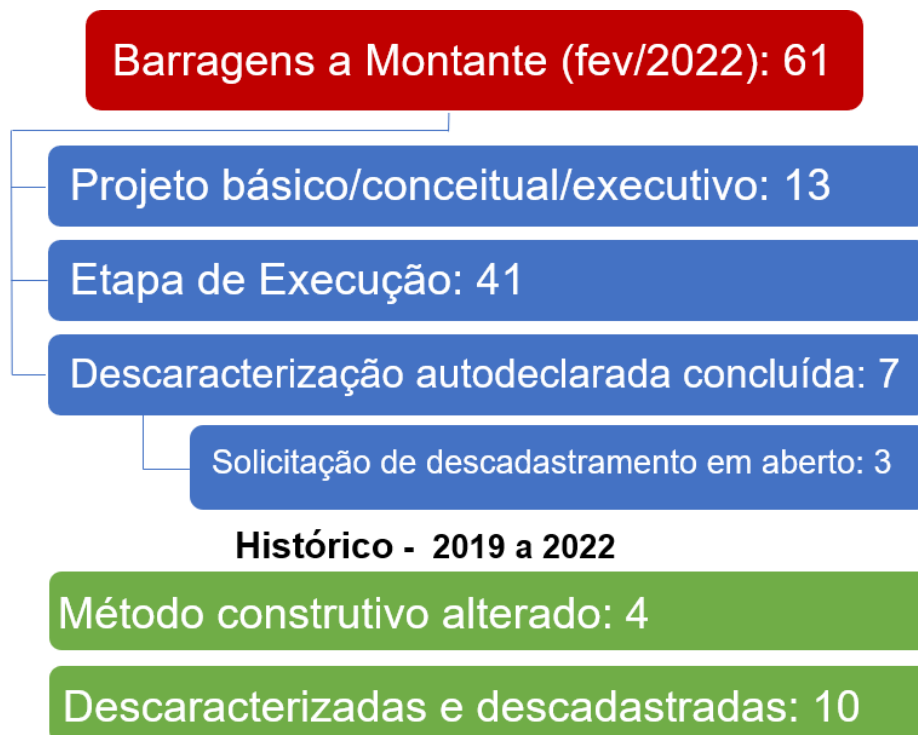 Barragens a Montante (fev/2022): 61
Projeto básico/conceitual/executivo: 13
Etapa de Execução: 41
Descaracterização autodeclarada concluída: 7
Solicitação de descadastramento em aberto: 3
Histórico - 2019 a 2022
Método construtivo alterado: 4
Descaracterizadas e descadastradas: 10